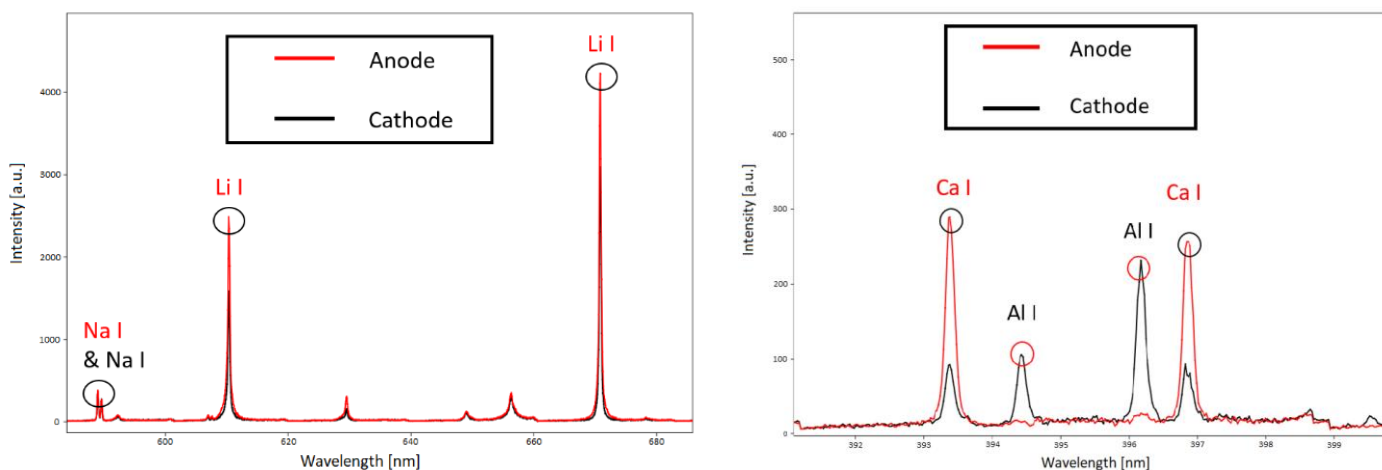 Anode
Cathode
Li I
Li I
Na I
& Na I
4000
3000
2000
1000
0
600
620
640
660
680
Intensity [a.u.]
Wavelength [nm]
Anode
Cathode
Ca I
Al I
Al I
Ca I
500
400
300
200
100
0
392
393
394
395
396
397
398
399
Intensity [a.u.]
Wavelength [nm]